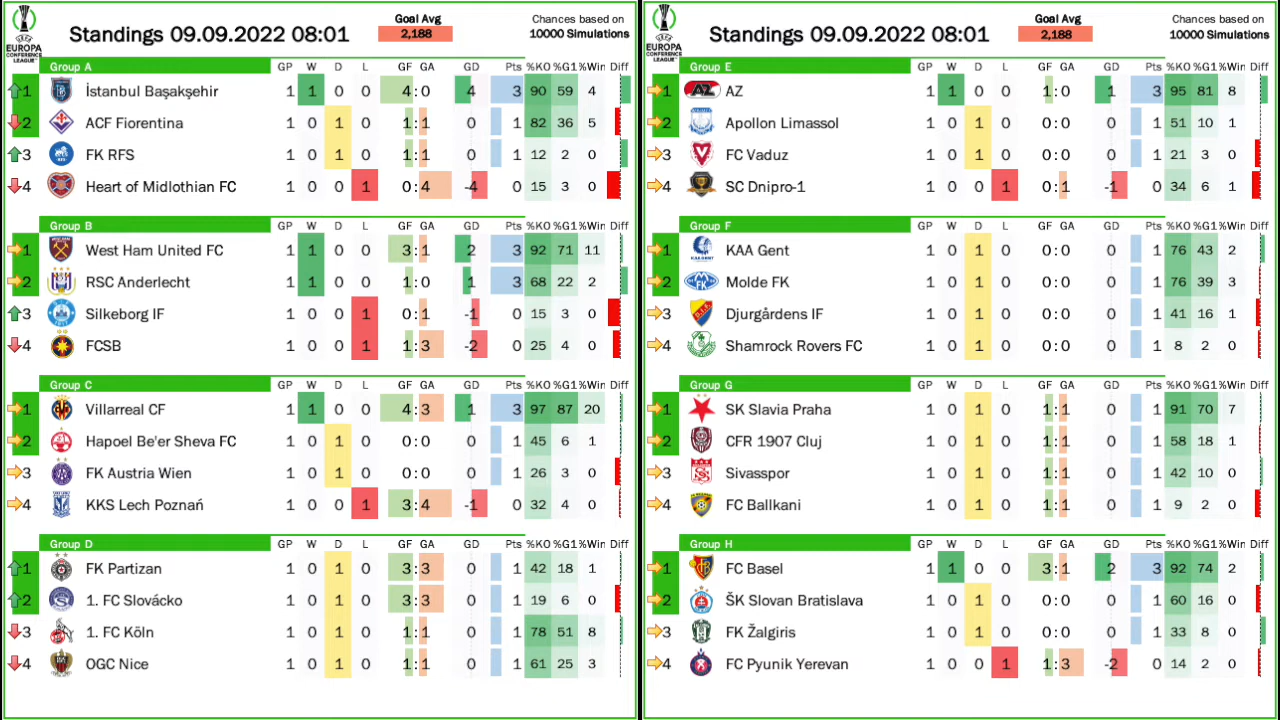 UEFA EUROPA CONFERENCE LEAGUE
Standings 09.09.2022 08:01
Goal Avg
2,188
Chances based on
10000 Simulations
Group A GP W D L GF GA GD Pts %KO %G1 %Win Diff
1 İstanbul Başakşehir 1 1 0 0 4:0 4 3 90 59 4
2 ACF Fiorentina 1 0 1 0 1:1 0 1 82 36 5
3 FK RFS 1 0 1 0 1:1 0 1 12 2 0
4 Heart of Midlothian FC 1 0 0 1 0:4 -4 0 15 3 0
Group B GP W D L GF GA GD Pts %KO %G1 %Win Diff
1 West Ham United FC 1 1 0 0 3:1 2 3 92 71 11
2 RSC Anderlecht 1 1 0 0 1:0 1 3 68 22 2
3 Silkeborg IF 1 0 0 1 0:1 -1 0 15 3 0
4 FCSB 1 0 0 1 1:3 -2 0 25 4 0
Group C GP W D L GF GA GD Pts %KO %G1 %Win Diff
1 Villarreal CF 1 1 0 0 4:3 1 3 97 87 20
2 Hapoel Be'er Sheva FC 1 0 1 0 0:0 0 1 45 6 1
3 FK Austria Wien 1 0 1 0 0:0 0 1 26 3 0
4 KKS Lech Poznań 1 0 0 1 3:4 -1 0 32 4 0
Group D GP W D L GF GA GD Pts %KO %G1 %Win Diff
1 FK Partizan 1 0 1 0 3:3 0 1 42 18 1
2 1. FC Slovácko 1 0 1 0 3:3 0 1 19 6 0
3 1. FC Köln 1 0 1 0 1:1 0 1 78 51 8
4 OGC Nice 1 0 1 0 1:1 0 1 61 25 3
UEFA EUROPA CONFERENCE LEAGUE
Standings 09.09.2022 08:01
Goal Avg
2,188
Chances based on
10000 Simulations
Group E GP W D L GF GA GD Pts %KO %G1 %Win Diff
1 AZ 1 1 0 0 1:0 1 3 95 81 8
2 Apollon Limassol 1 0 1 0 0:0 0 1 51 10 1
3 FC Vaduz 1 0 1 0 0:0 0 1 21 3 0
4 SC Dnipro-1 1 0 0 1 0:1 -1 0 34 6 1
Group F GP W D L GF GA GD Pts %KO %G1 %Win Diff
1 KAA Gent 1 0 1 0 0:0 0 1 76 43 2
2 Molde FK 1 0 1 0 0:0 0 1 76 39 3
3 Djurgårdens IF 1 0 1 0 0:0 0 1 41 16 1
4 Shamrock Rovers FC 1 0 1 0 0:0 0 1 8 2 0
Group G GP W D L GF GA GD Pts %KO %G1 %Win Diff
1 SK Slavia Praha 1 0 1 0 1:1 0 1 91 70 7
2 CFR 1907 Cluj 1 0 1 0 1:1 0 1 58 18 1
3 Sivasspor 1 0 1 0 1:1 0 1 42 10 0
4 FC Ballkani 1 0 1 0 1:1 0 1 9 2 0
Group H GP W D L GF GA GD Pts %KO %G1 %Win Diff
1 FC Basel 1 1 0 0 3:1 2 3 92 74 2
2 ŠK Slovan Bratislava 1 0 1 0 0:0 0 1 60 16 0
3 FK Žalgiris 1 0 1 0 0:0 0 1 33 8 0
4 FC Pyunik Yerevan 1 0 0 1 1:3 -2 0 14 2 0